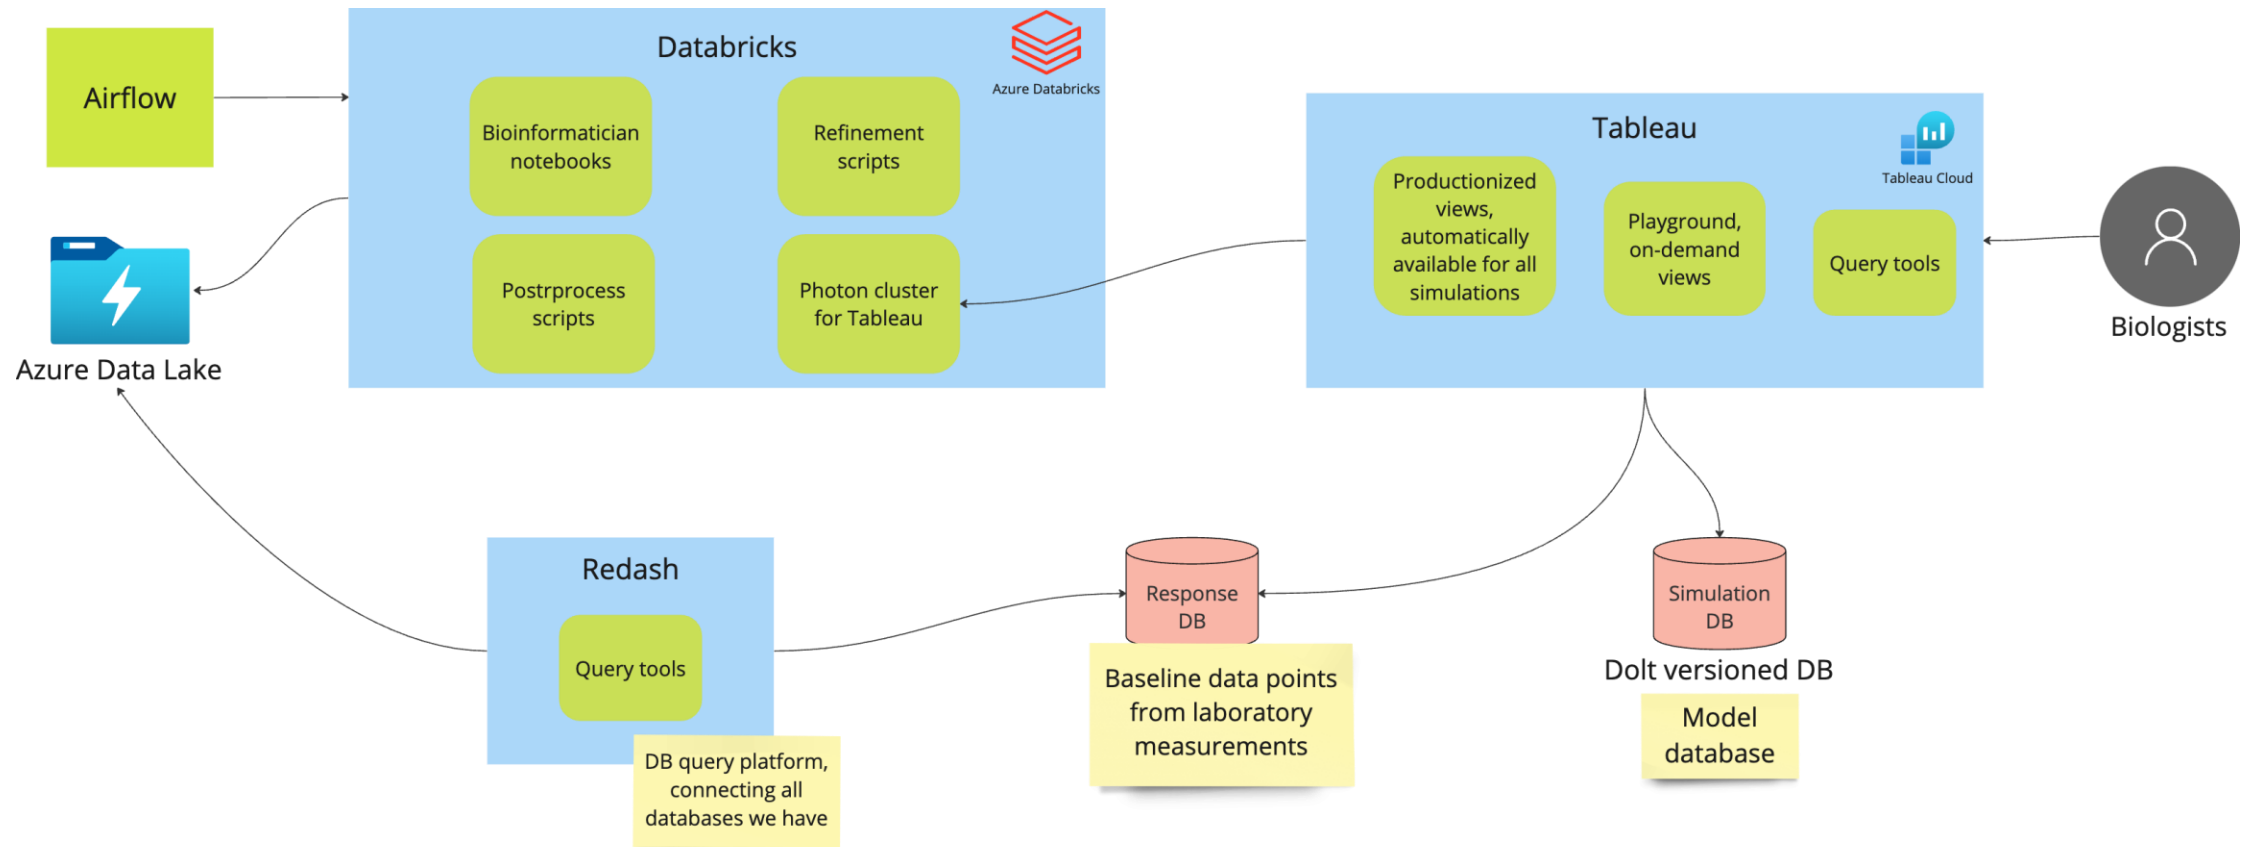 Airflow
Databricks
Azure Databricks
Bioinformatician
notebooks
Refinement
scripts
Postrprocess
scripts
Photon cluster
for Tableau
Azure Data Lake
Tableau
Tableau Cloud
Productionized
views,
automatically
available for all
simulations
Playground,
on-demand
views
Query tools
Biologists
Redash
Query tools
DB query platform,
connecting all
databases we have
Response
DB
Baseline data points
from laboratory
measurements
Simulation
DB
Dolt versioned DB
Model
database